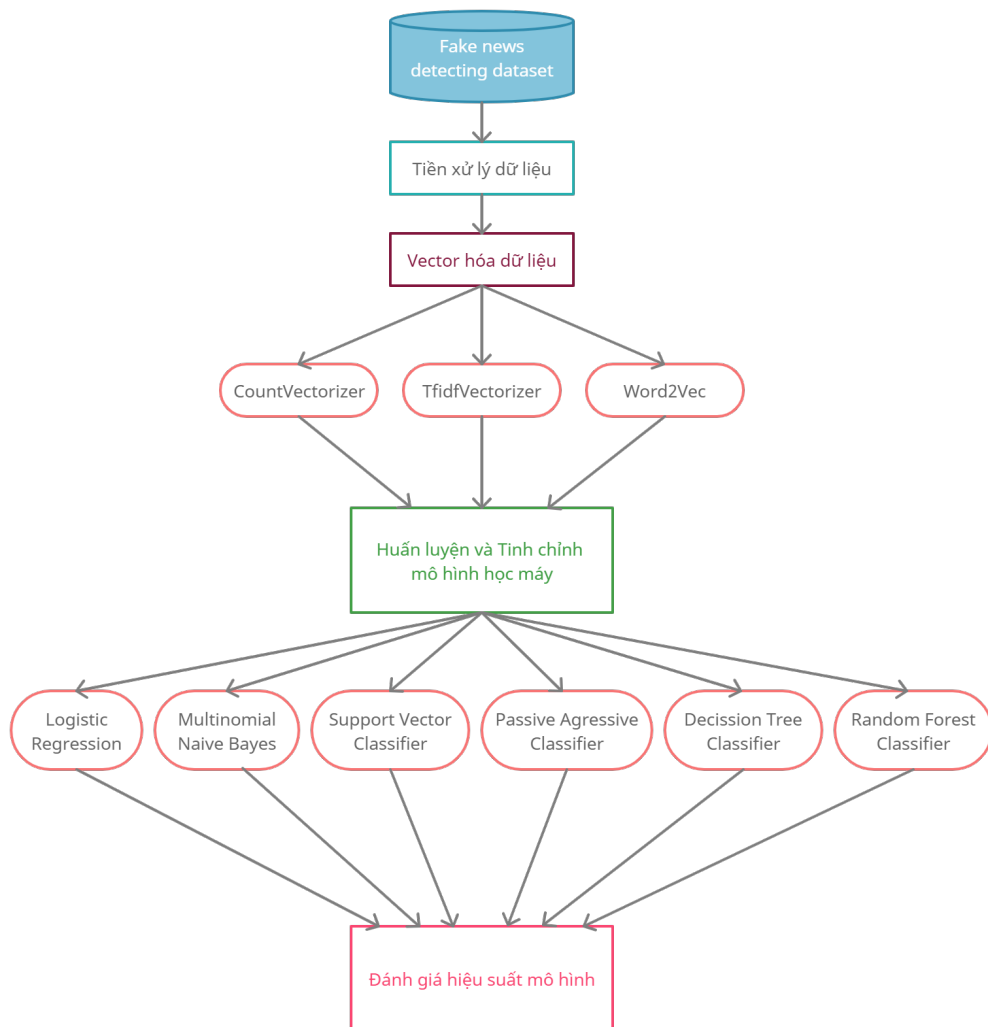 Fake news
detecting dataset
Tiền xử lý dữ liệu
Vector hóa dữ liệu
CountVectorizer
TfidfVectorizer
Word2Vec
Huấn luyện và Tinh chỉnh
mô hình học máy
Logistic
Regression
Multinomial
Naive Bayes
Support Vector
Classifier
Passive Agressive
Classifier
Decission Tree
Classifier
Random Forest
Classifier
Đánh giá hiệu suất mô hình